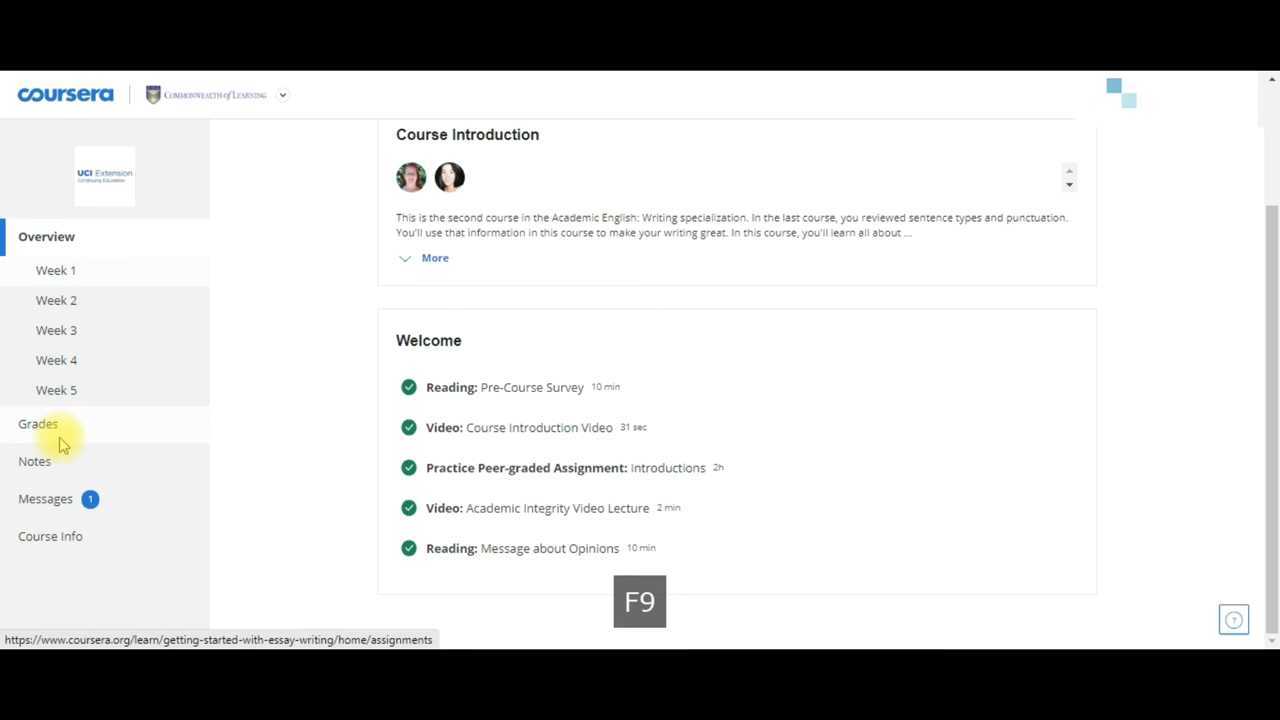 coursera
COMMONWEALTH of LEARNING
UCI Extension
Continuing Education
Overview
Week 1
Week 2
Week 3
Week 4
Week 5
Grades
Notes
Messages 1
Course Info
Course Introduction
This is the second course in the Academic English: Writing specialization. In the last course, you reviewed sentence types and punctuation.
You'll use that information in this course to make your writing great. In this course, you'll learn all about ...
More
Welcome
Reading: Pre-Course Survey 10 min
Video: Course Introduction Video 31 sec
Practice Peer-graded Assignment: Introductions 2h
Video: Academic Integrity Video Lecture 2 min
Reading: Message about Opinions 10 min
F9
?
https://www.coursera.org/learn/getting-started-with-essay-writing/home/assignments